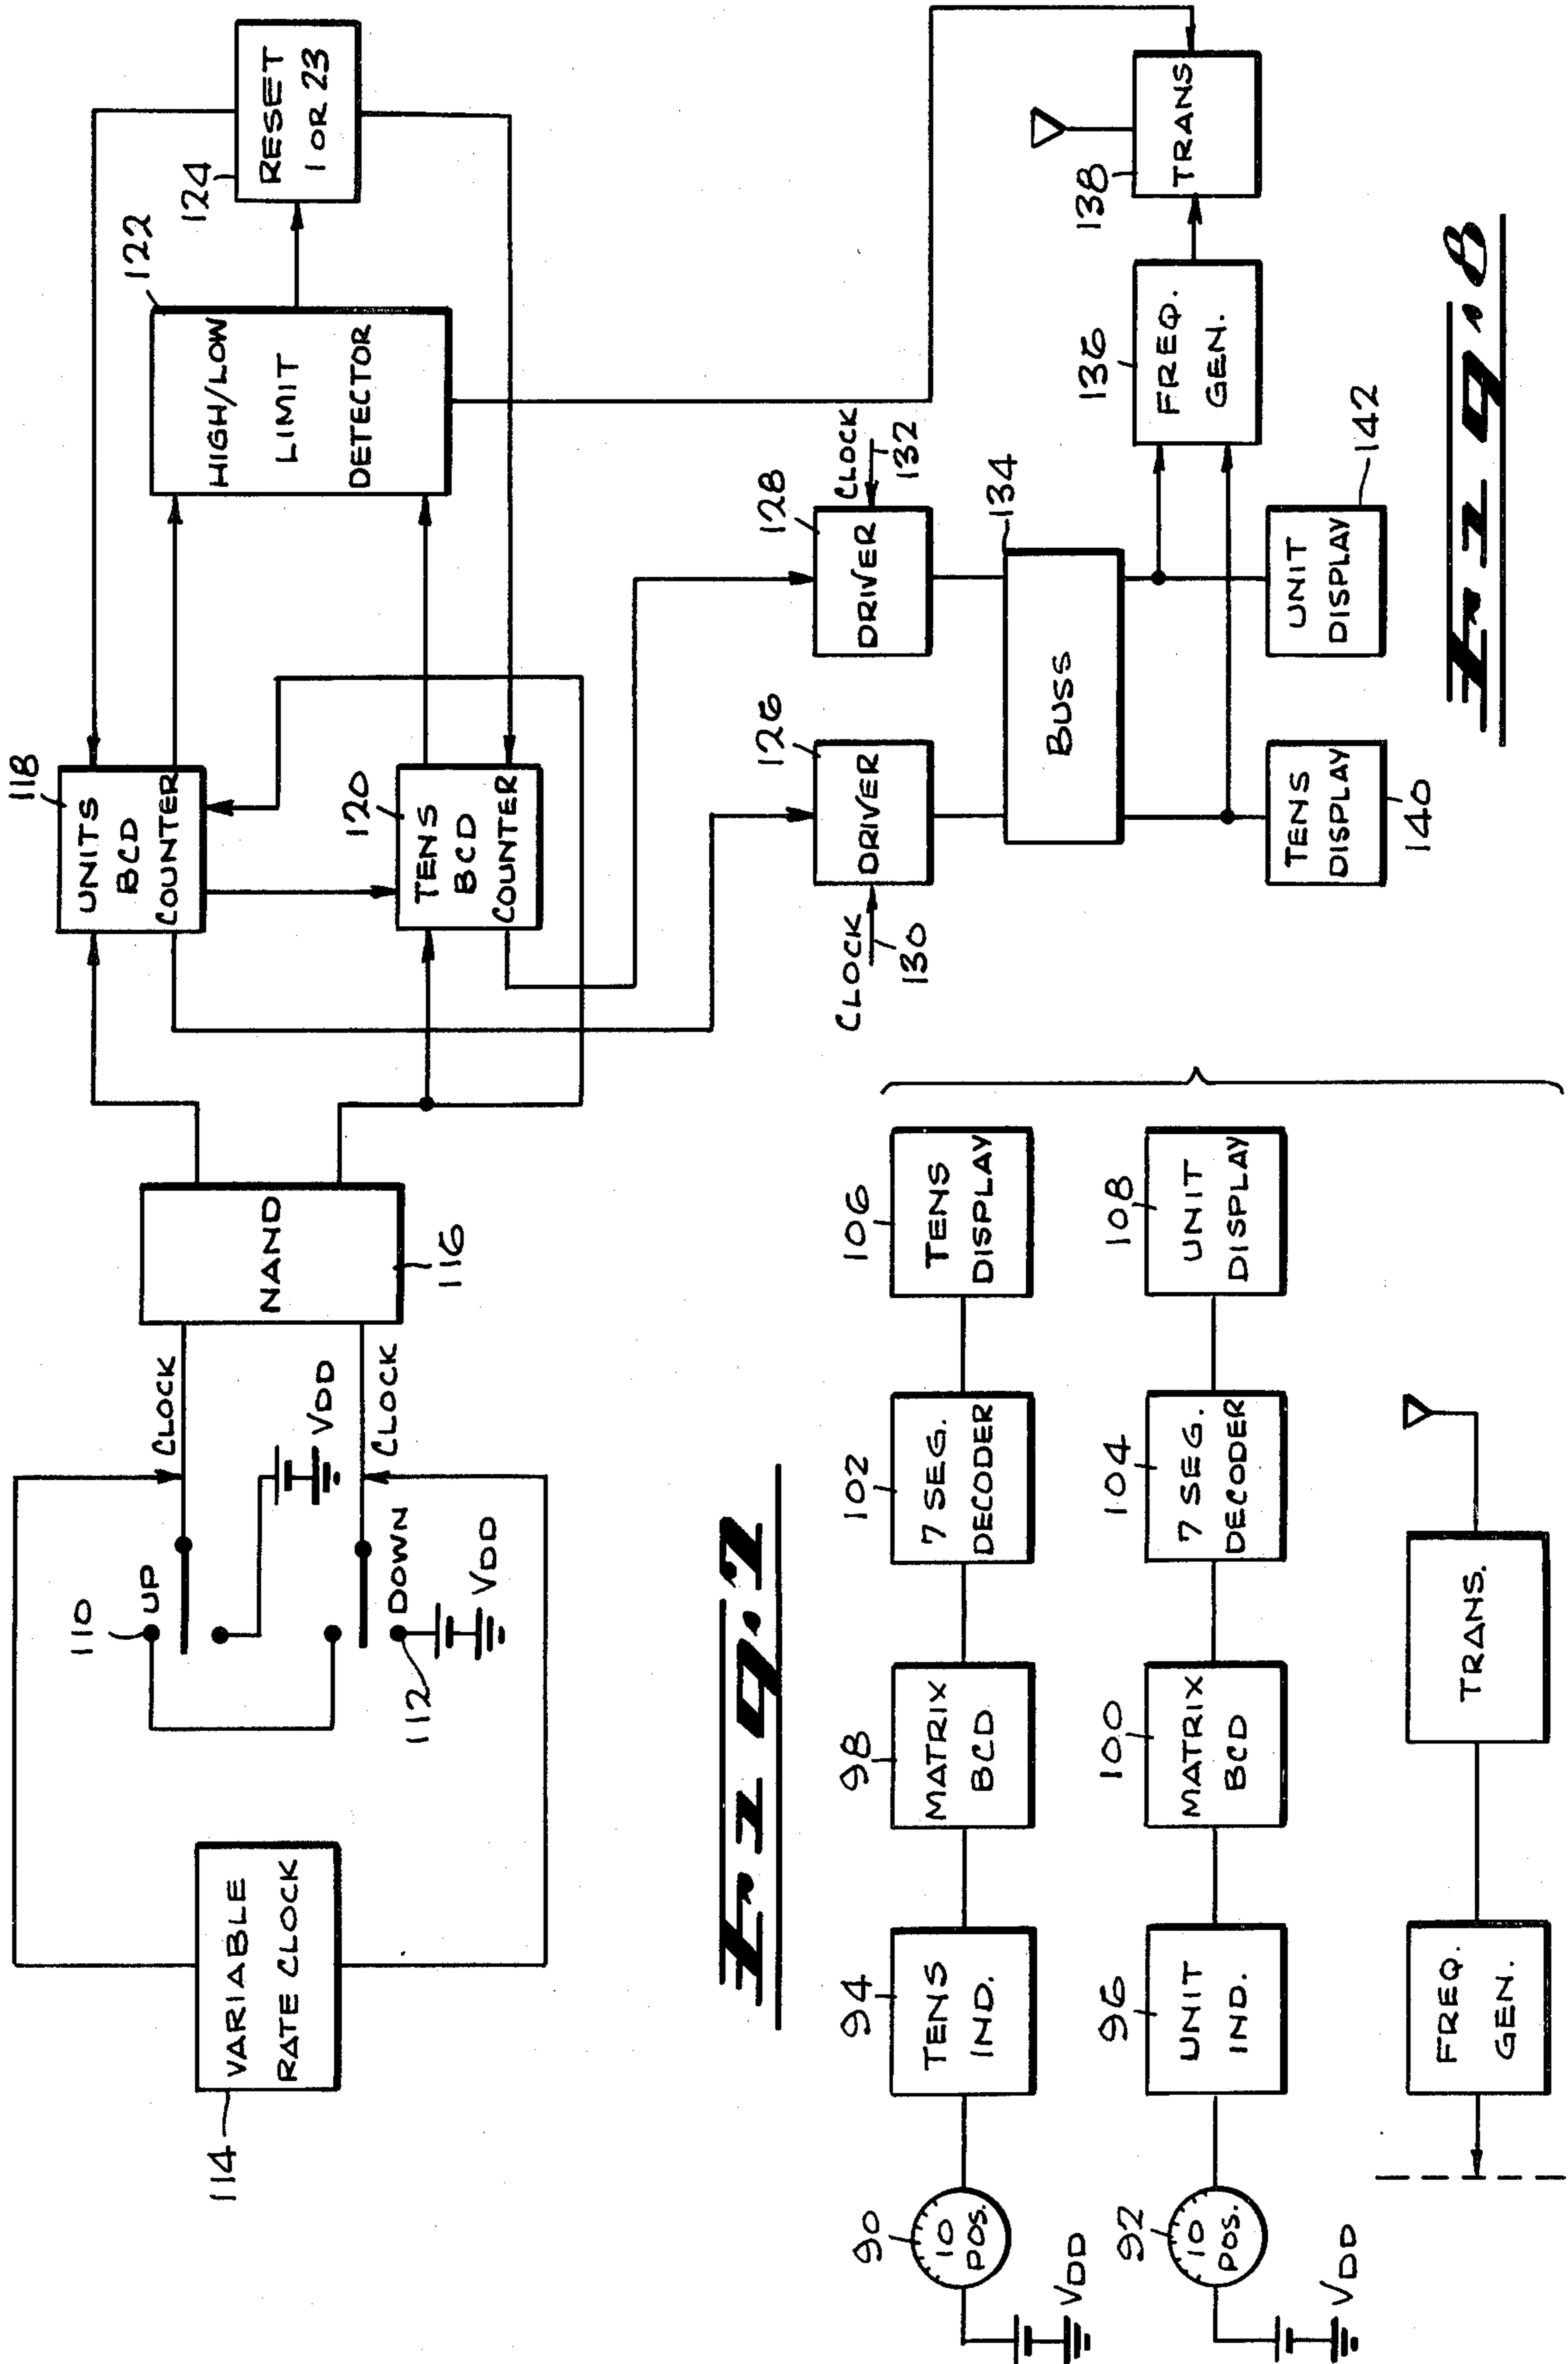 114
VARIABLE
RATE CLOCK
110
UP
CLOCK
VDD
112
DOWN
CLOCK
VDD
NAND
116
118
UNITS
BCD
COUNTER
120
TENS
BCD
COUNTER
122
HIGH/LOW
LIMIT
DETECTOR
124
RESET
1 OR 23
CLOCK
130
126
DRIVER
128
DRIVER
CLOCK
132
134
BUSS
136
FREQ.
GEN.
138
TRANS
TENS
DISPLAY
140
UNIT
DISPLAY
142
Fig. 8
Fig. 7
90
10
POS.
VDD
94
TENS
IND.
98
MATRIX
BCD
102
7 SEG.
DECODER
106
TENS
DISPLAY
92
10
POS.
VDD
96
UNIT
IND.
100
MATRIX
BCD
104
7 SEG.
DECODER
108
UNIT
DISPLAY
FREQ.
GEN.
TRANS.